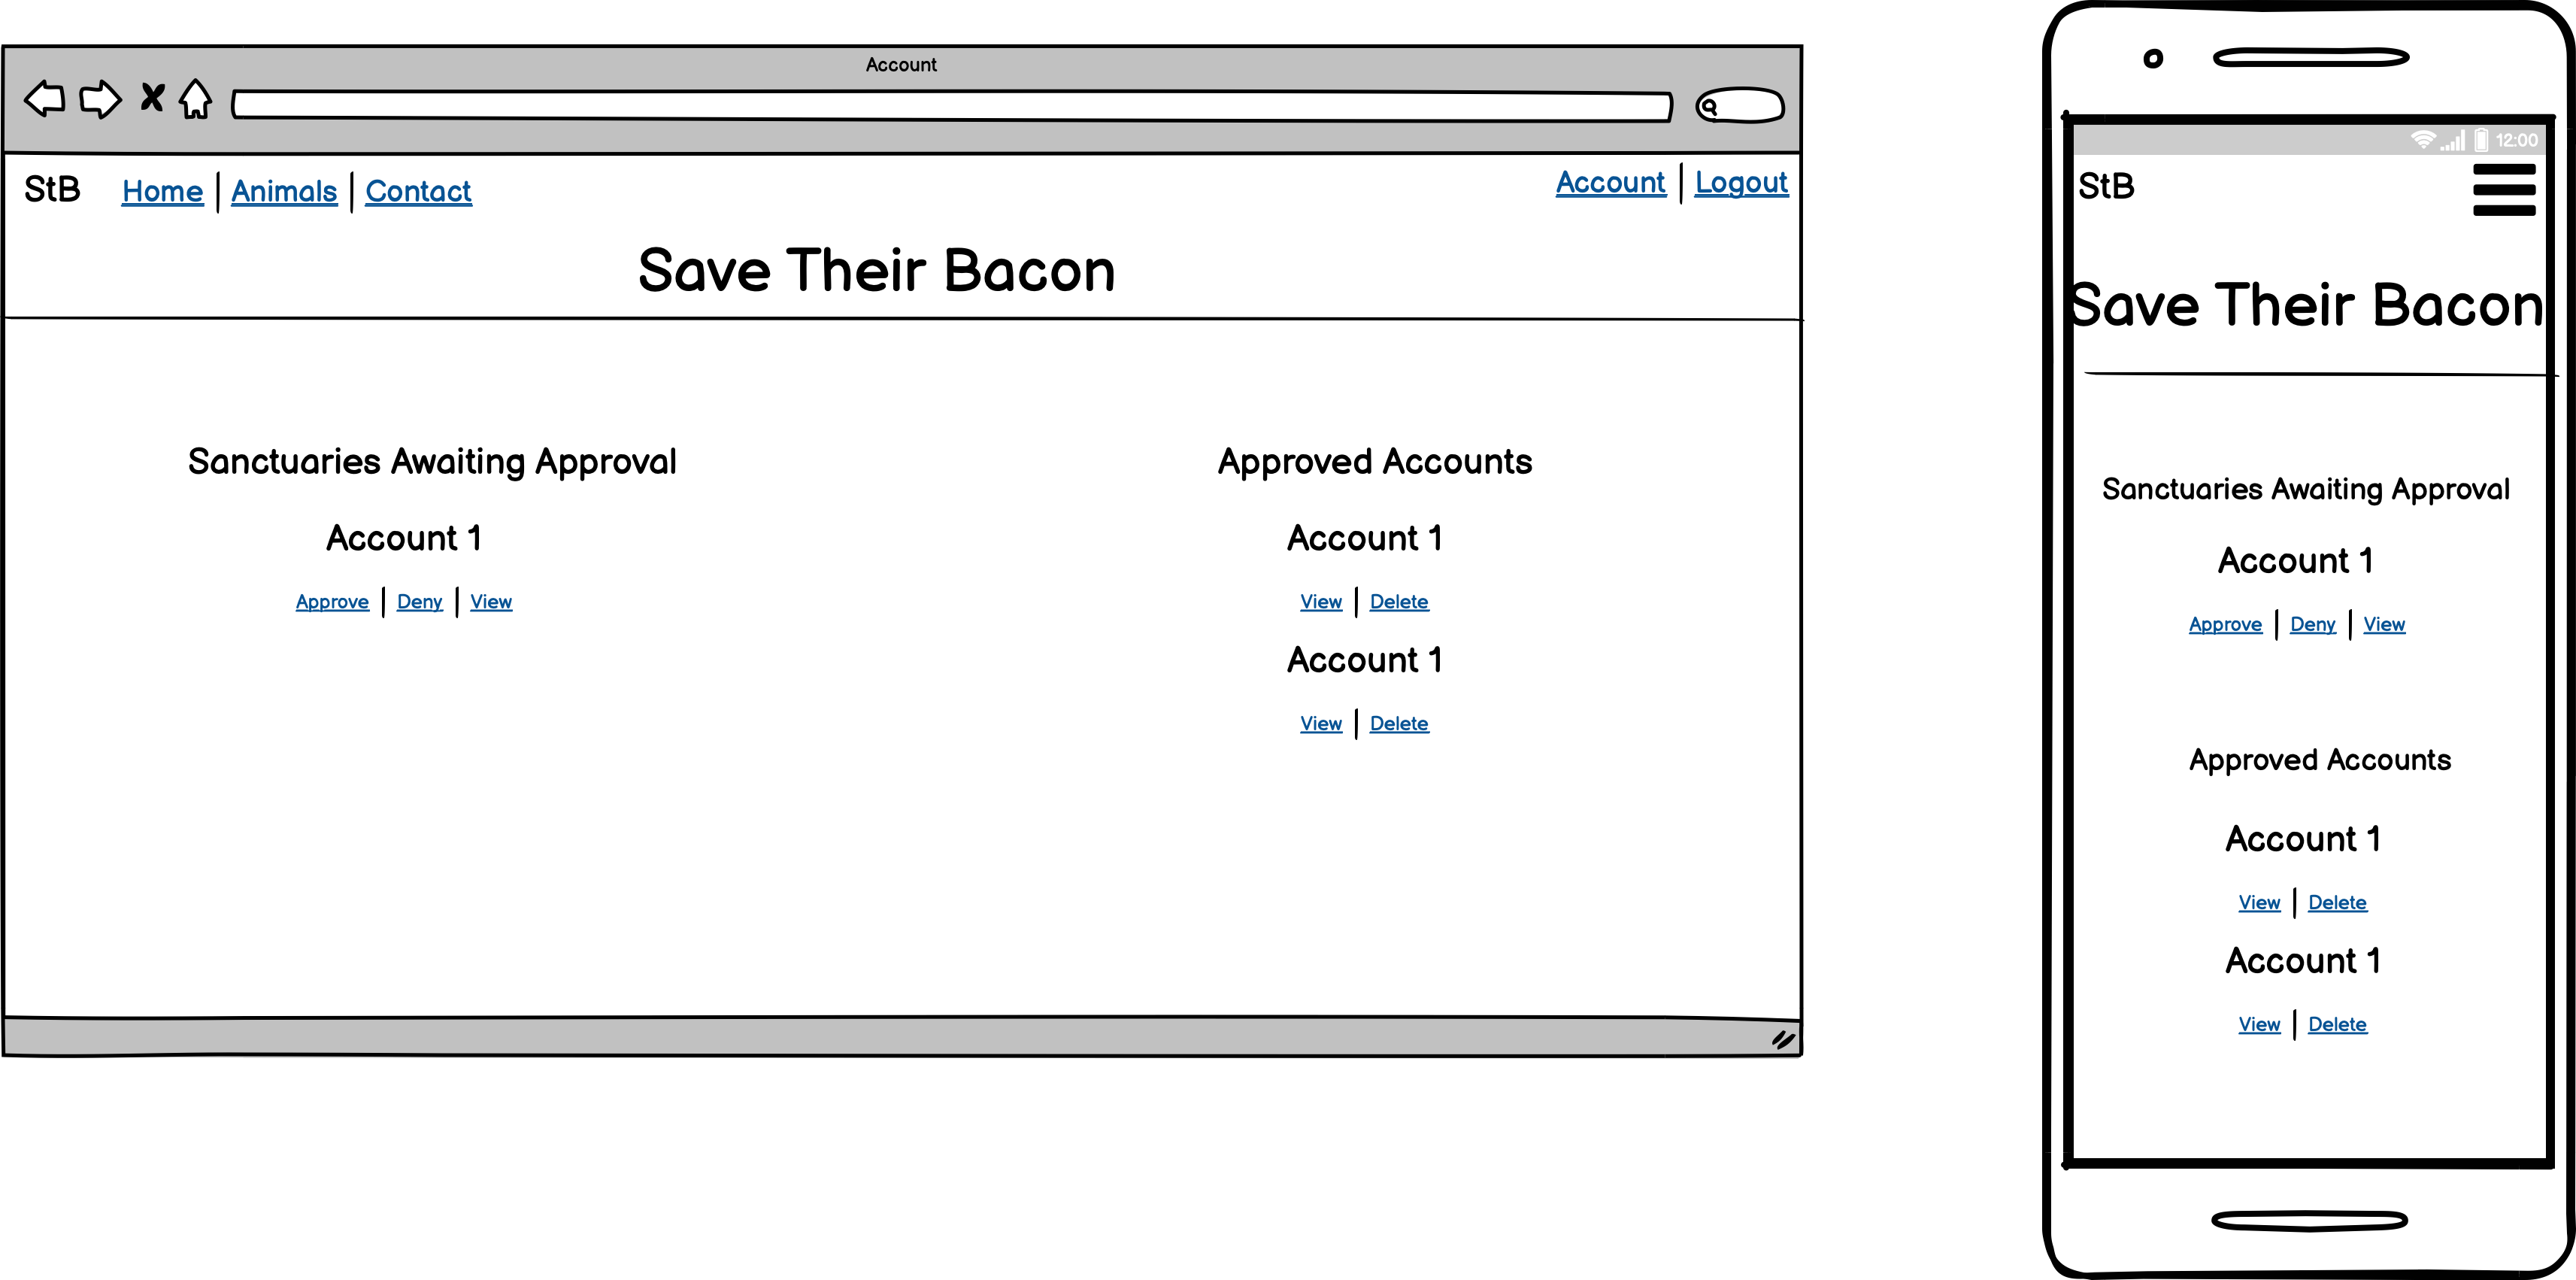 Account
StB Home Animals Contact Account Logout
Save Their Bacon
Sanctuaries Awaiting Approval
Account 1
Approve Deny View
Approved Accounts
Account 1
View Delete
Account 1
View Delete
12:00
StB
Save Their Bacon
Sanctuaries Awaiting Approval
Account 1
Approve Deny View
Approved Accounts
Account 1
View Delete
Account 1
View Delete